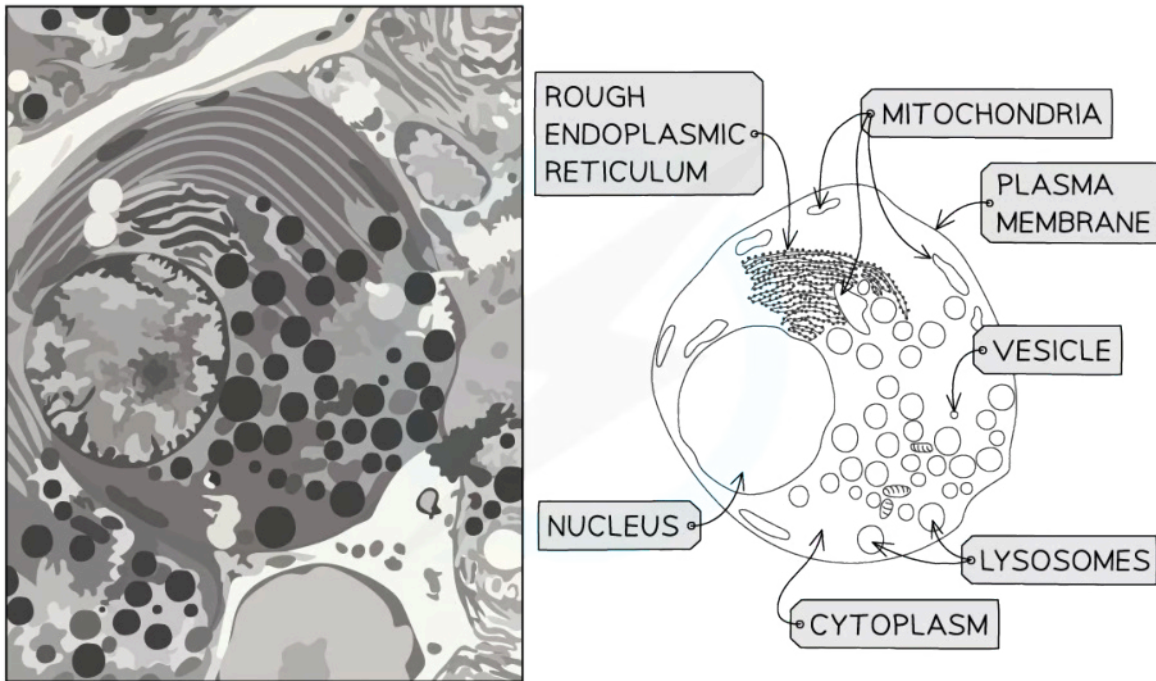 ROUGH
ENDOPLASMIC
RETICULUM
MITOCHONDRIA
PLASMA
MEMBRANE
VESICLE
NUCLEUS
LYSOSOMES
CYTOPLASM